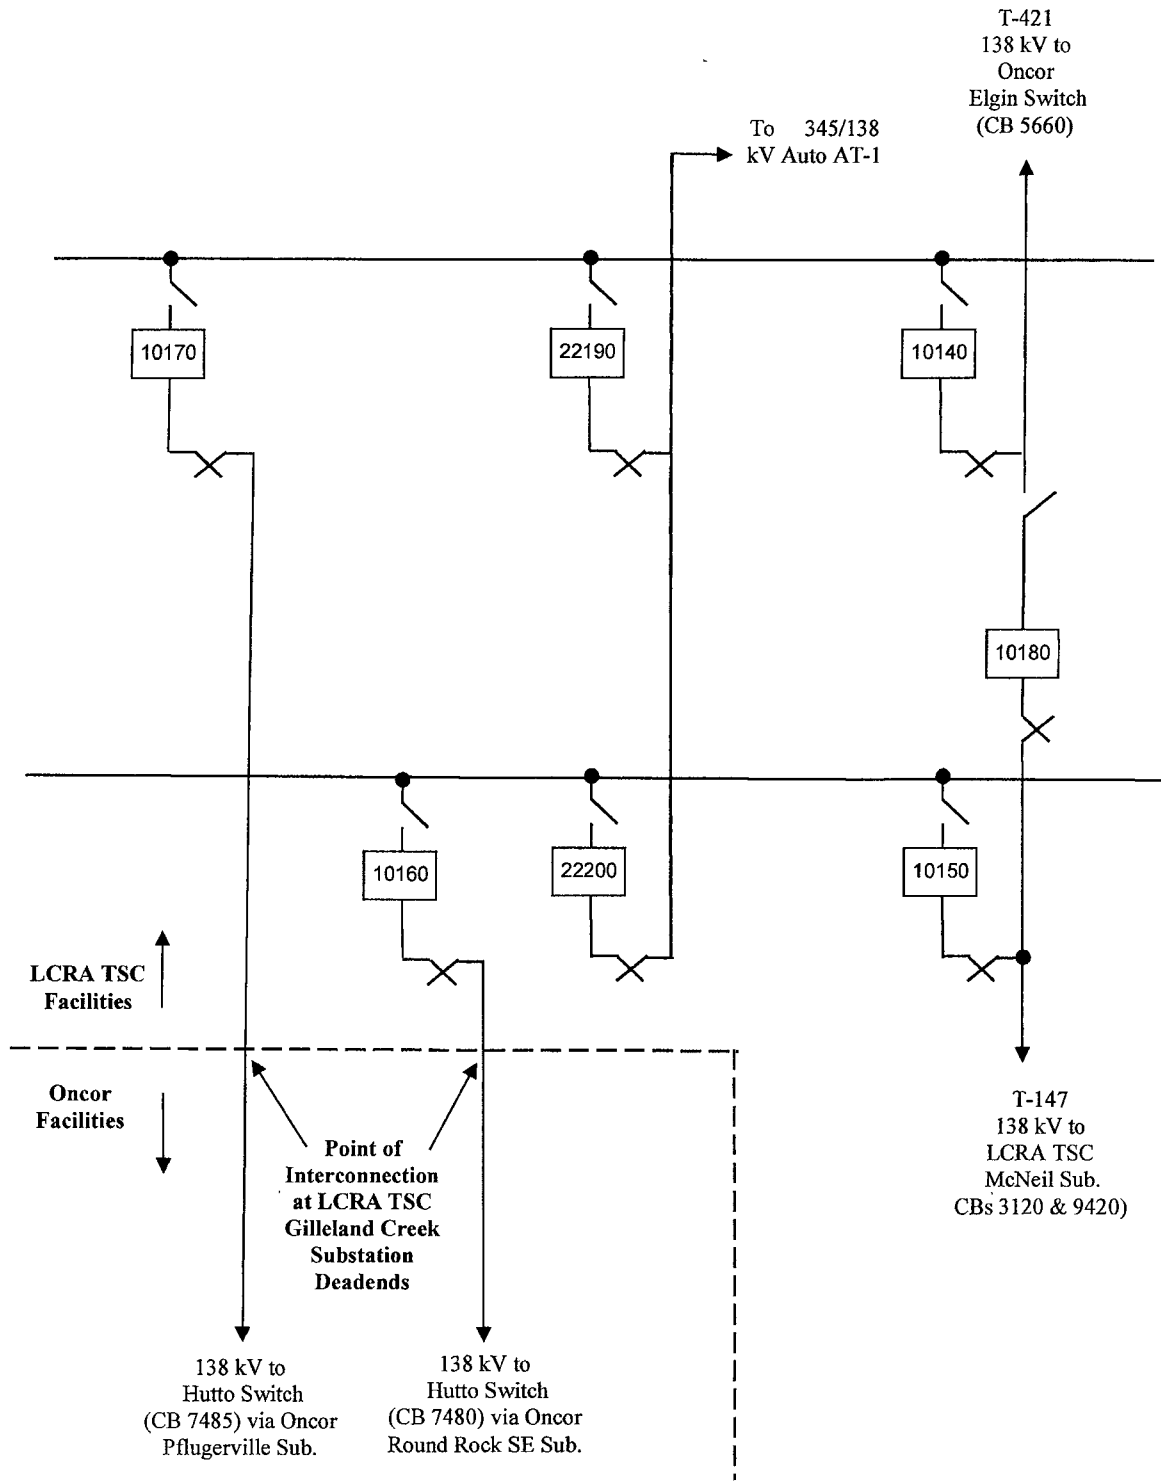 T-421
138 kV to
Oncor
Elgin Switch
(CB 5660)
To 345/138
kV Auto AT-1
10170
22190
10140
10180
10160
22200
10150
LCRA TSC
Facilities
Oncor
Facilities
Point of
Interconnection
at LCRA TSC
Gilleland Creek
Substation
Deadends
T-147
138 kV to
LCRA TSC
McNeil Sub.
CBs 3120 & 9420)
138 kV to
Hutto Switch
(CB 7485) via Oncor
Pflugerville Sub.
138 kV to
Hutto Switch
(CB 7480) via Oncor
Round Rock SE Sub.